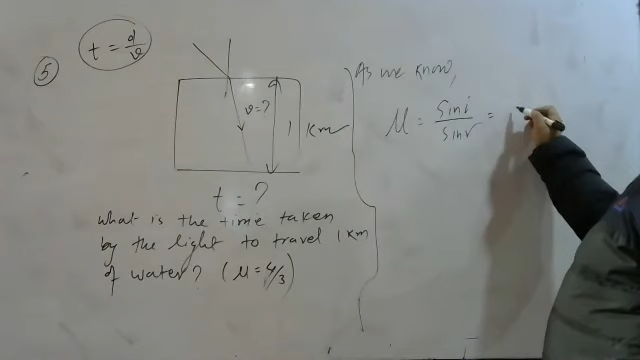 5
t = d/v
v = ?
1 km
t = ?
what is the time taken
by the light to travel 1 km
of water? (μ = 4/3)
As we know,
μ = sin i / sin r =